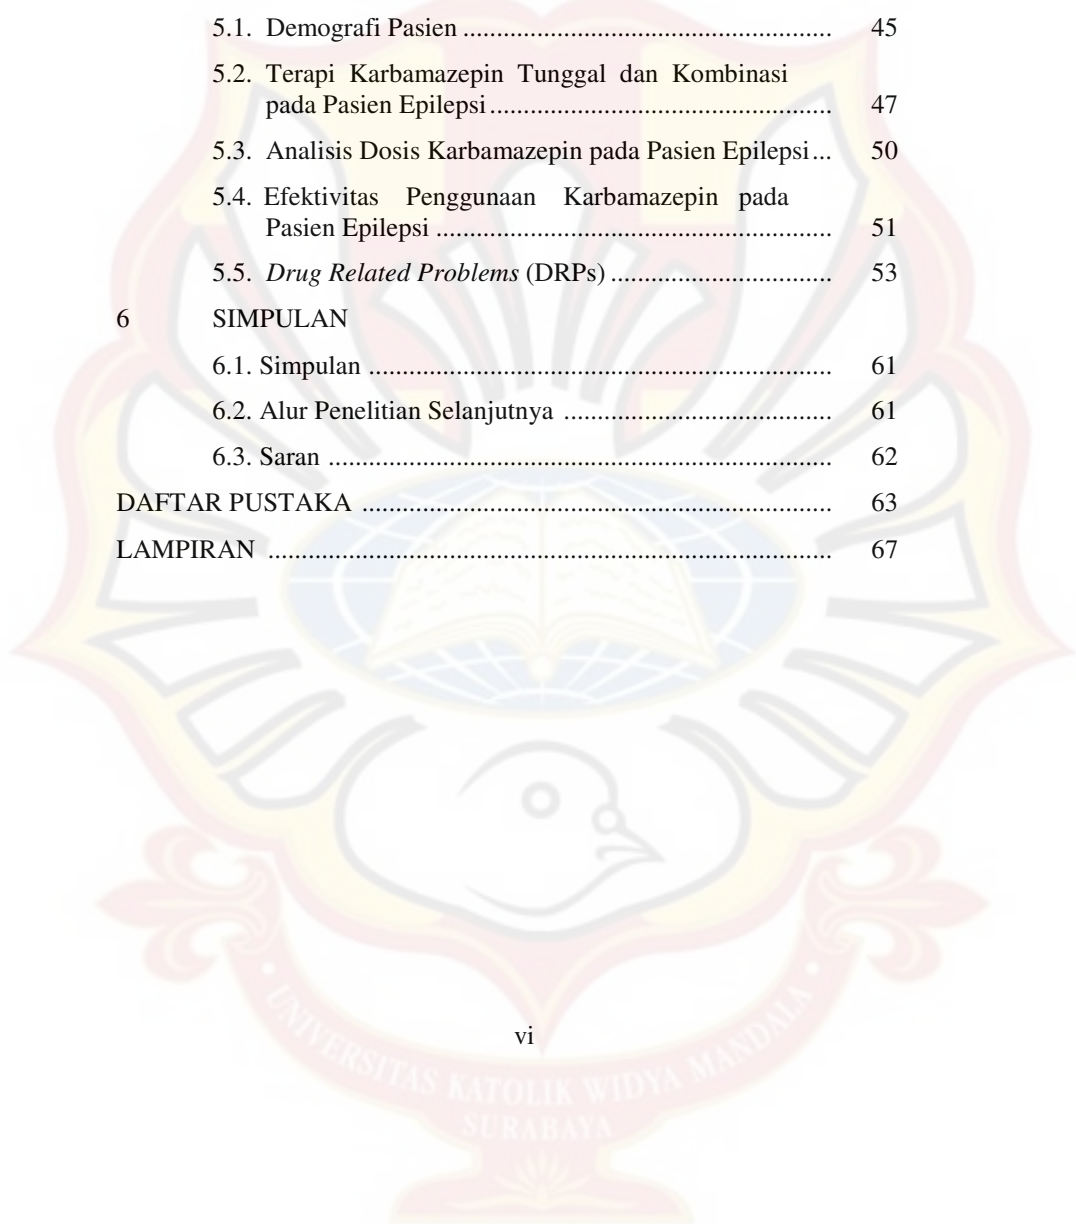 5.1. Demografi Pasien ....................................................... 45
5.2. Terapi Karbamazepin Tunggal dan Kombinasi
pada Pasien Epilepsi ................................................... 47
5.3. Analisis Dosis Karbamazepin pada Pasien Epilepsi ... 50
5.4. Efektivitas Penggunaan Karbamazepin pada
Pasien Epilepsi ........................................................... 51
5.5. Drug Related Problems (DRPs) ................................. 53
6 SIMPULAN
6.1. Simpulan ..................................................................... 61
6.2. Alur Penelitian Selanjutnya ........................................ 61
6.3. Saran ........................................................................... 62
DAFTAR PUSTAKA ...................................................................... 63
LAMPIRAN .................................................................................... 67
vi
UNIVERSITAS KATOLIK WIDYA MANDALA
SURABAYA